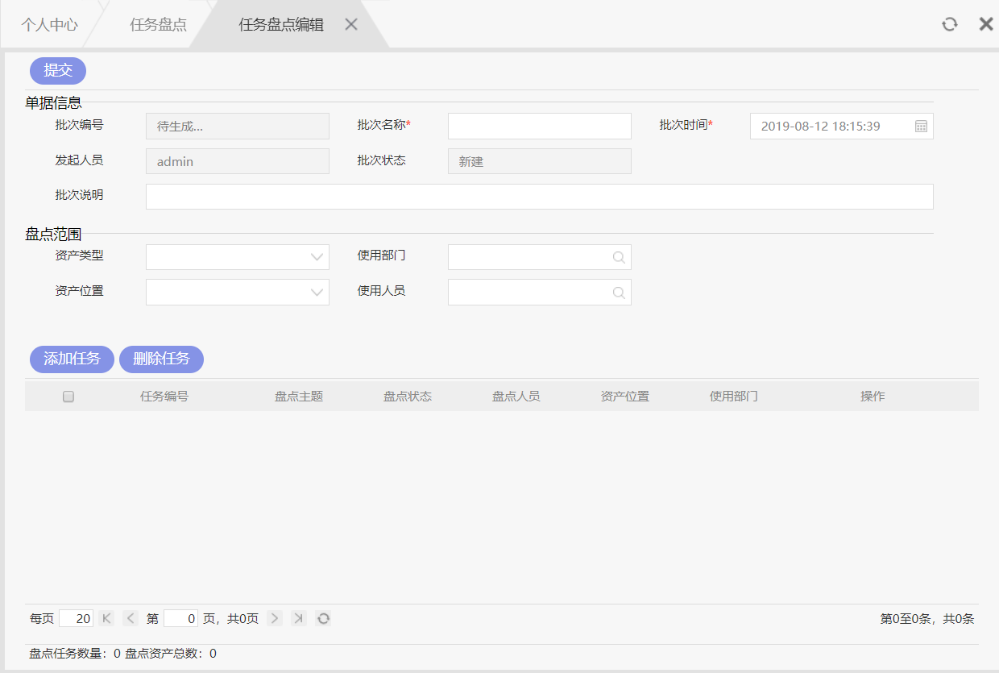 个人中心 任务盘点 任务盘点编辑
提交
单据信息
批次编号 待生成... 批次名称* 批次时间* 2019-08-12 18:15:39
发起人员 admin 批次状态 新建
批次说明
盘点范围
资产类型 使用部门
资产位置 使用人员
添加任务 删除任务
任务编号 盘点主题 盘点状态 盘点人员 资产位置 使用部门 操作
每页 20 第 0 页，共0页 第0至0条，共0条
盘点任务数量：0 盘点资产总数：0